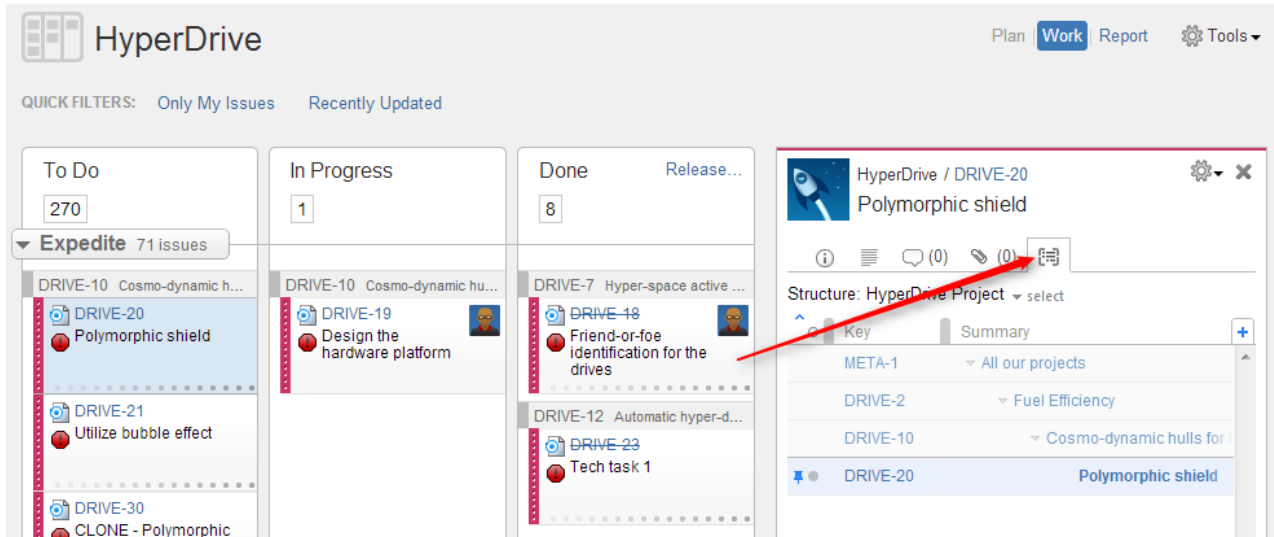 HyperDrive
Plan Work Report Tools
QUICK FILTERS: Only My Issues Recently Updated
To Do
270
In Progress
1
Done Release...
8
Expedite 71 issues
DRIVE-10 Cosmo-dynamic h...
DRIVE-20
Polymorphic shield
DRIVE-21
Utilize bubble effect
DRIVE-30
CLONE - Polymorphic
DRIVE-10 Cosmo-dynamic hu...
DRIVE-19
Design the
hardware platform
DRIVE-7 Hyper-space active ...
DRIVE-18
Friend-or-foe
identification for the
drives
DRIVE-12 Automatic hyper-d...
DRIVE-23
Tech task 1
HyperDrive / DRIVE-20
Polymorphic shield
(0) (0)
Structure: HyperDrive Project select
Key Summary +
META-1 All our projects
DRIVE-2 Fuel Efficiency
DRIVE-10 Cosmo-dynamic hulls for
DRIVE-20 Polymorphic shield